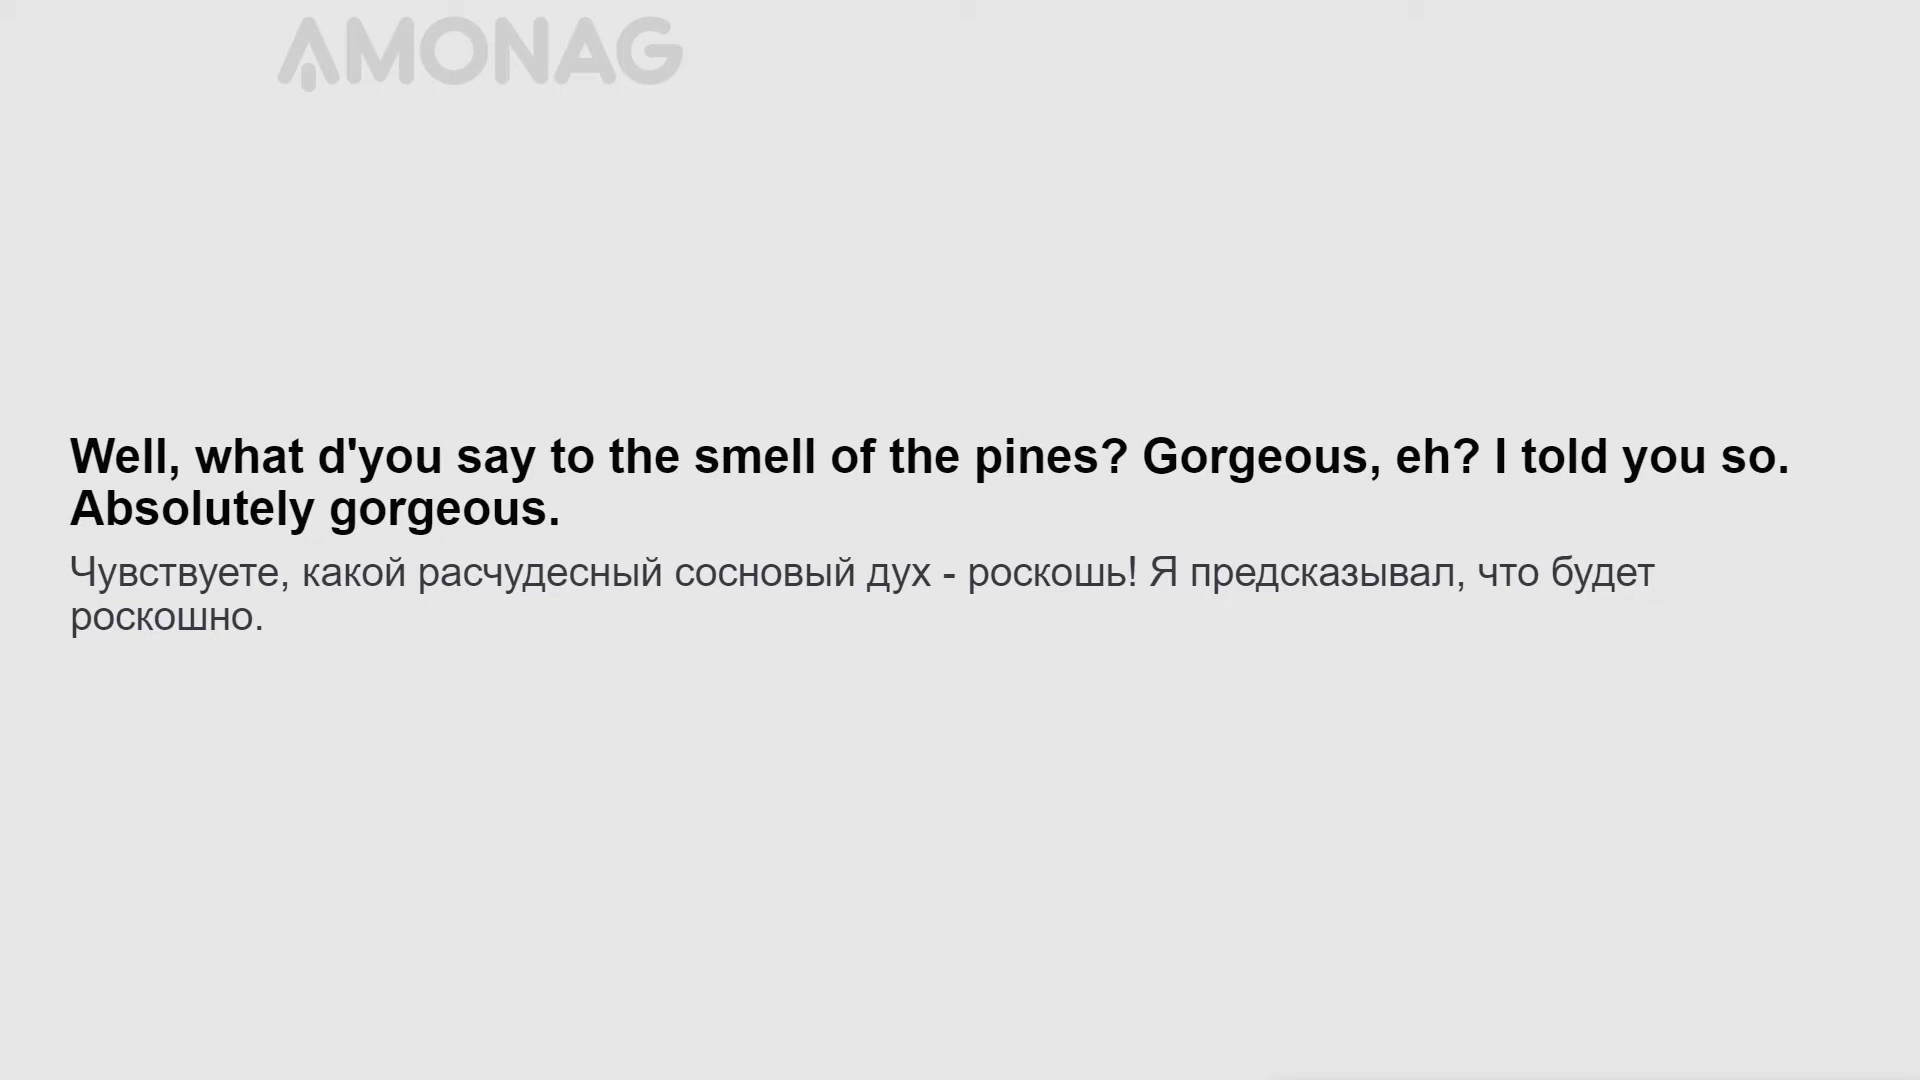 AMONAG
Well, what d'you say to the smell of the pines? Gorgeous, eh? I told you so.
Absolutely gorgeous.
Чувствуете, какой расчудесный сосновый дух - роскошь! Я предсказывал, что будет
роскошно.